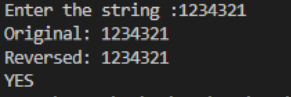 Enter the string :1234321
Original: 1234321
Reversed: 1234321
YES